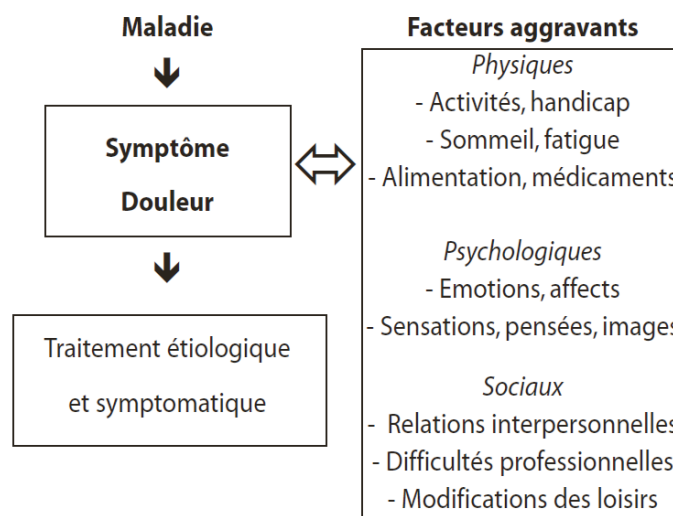 Maladie
Symptôme
Douleur
Traitement étiologique
et symptomatique
Facteurs aggravants
Physiques
- Activités, handicap
- Sommeil, fatigue
- Alimentation, médicaments
Psychologiques
- Emotions, affects
- Sensations, pensées, images
Sociaux
- Relations interpersonnelles
- Difficultés professionnelles
- Modifications des loisirs